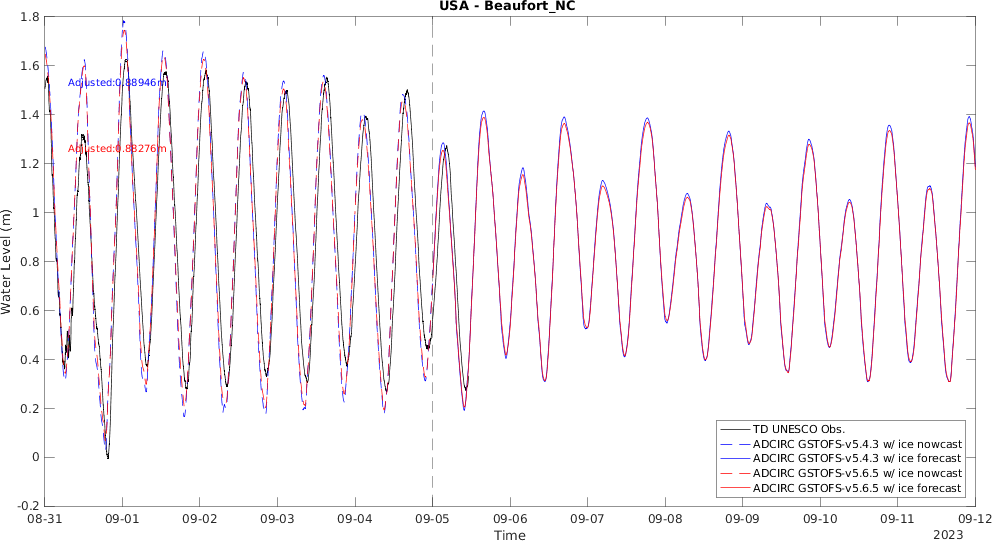 USA - Beaufort_NC
1.8
1.6
1.4
1.2
1
0.8
0.6
0.4
0.2
0
-0.2
Water Level (m)
Adjusted:0.88946m
Adjusted:0.88276m
TD UNESCO Obs.
ADCIRC GSTOFS-v5.4.3 w/ ice nowcast
ADCIRC GSTOFS-v5.4.3 w/ ice forecast
ADCIRC GSTOFS-v5.6.5 w/ ice nowcast
ADCIRC GSTOFS-v5.6.5 w/ ice forecast
08-31 09-01 09-02 09-03 09-04 09-05 09-06 09-07 09-08 09-09 09-10 09-11 09-12
Time
2023